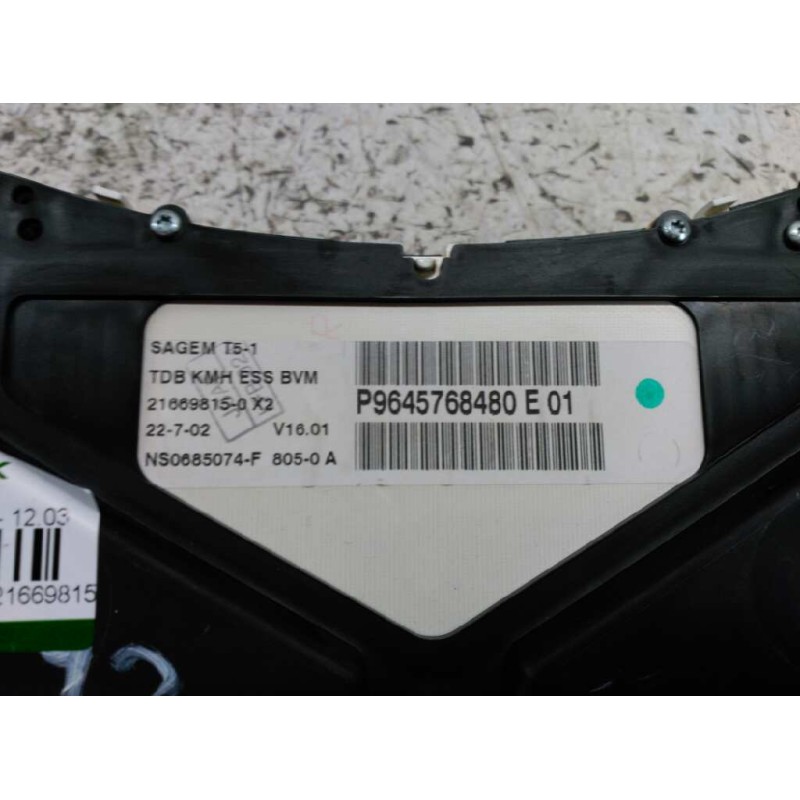 SAGEM T5-1
TDB KMH ESS BVM
21669815-0 X2
22-7-02 V16.01
NS0685074-F 805-0 A
P9645768480 E 01
K
- 12.03
21669815